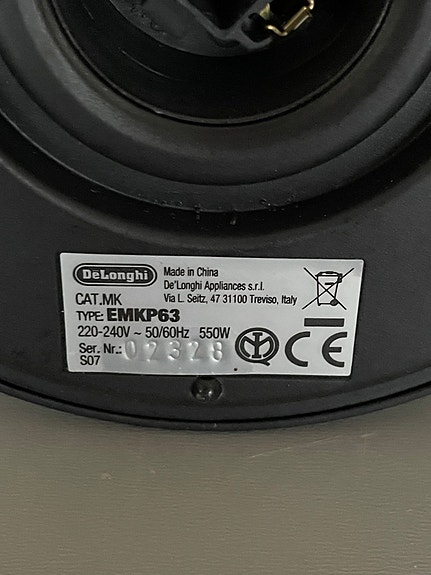 DeLonghi
Made in China
De'Longhi Appliances s.r.l.
Via L. Seitz, 47 31100 Treviso, Italy
CAT.MK
TYPE: EMKP63
220-240V ~ 50/60Hz 550W
Ser. Nr.: 02328
S07
CE